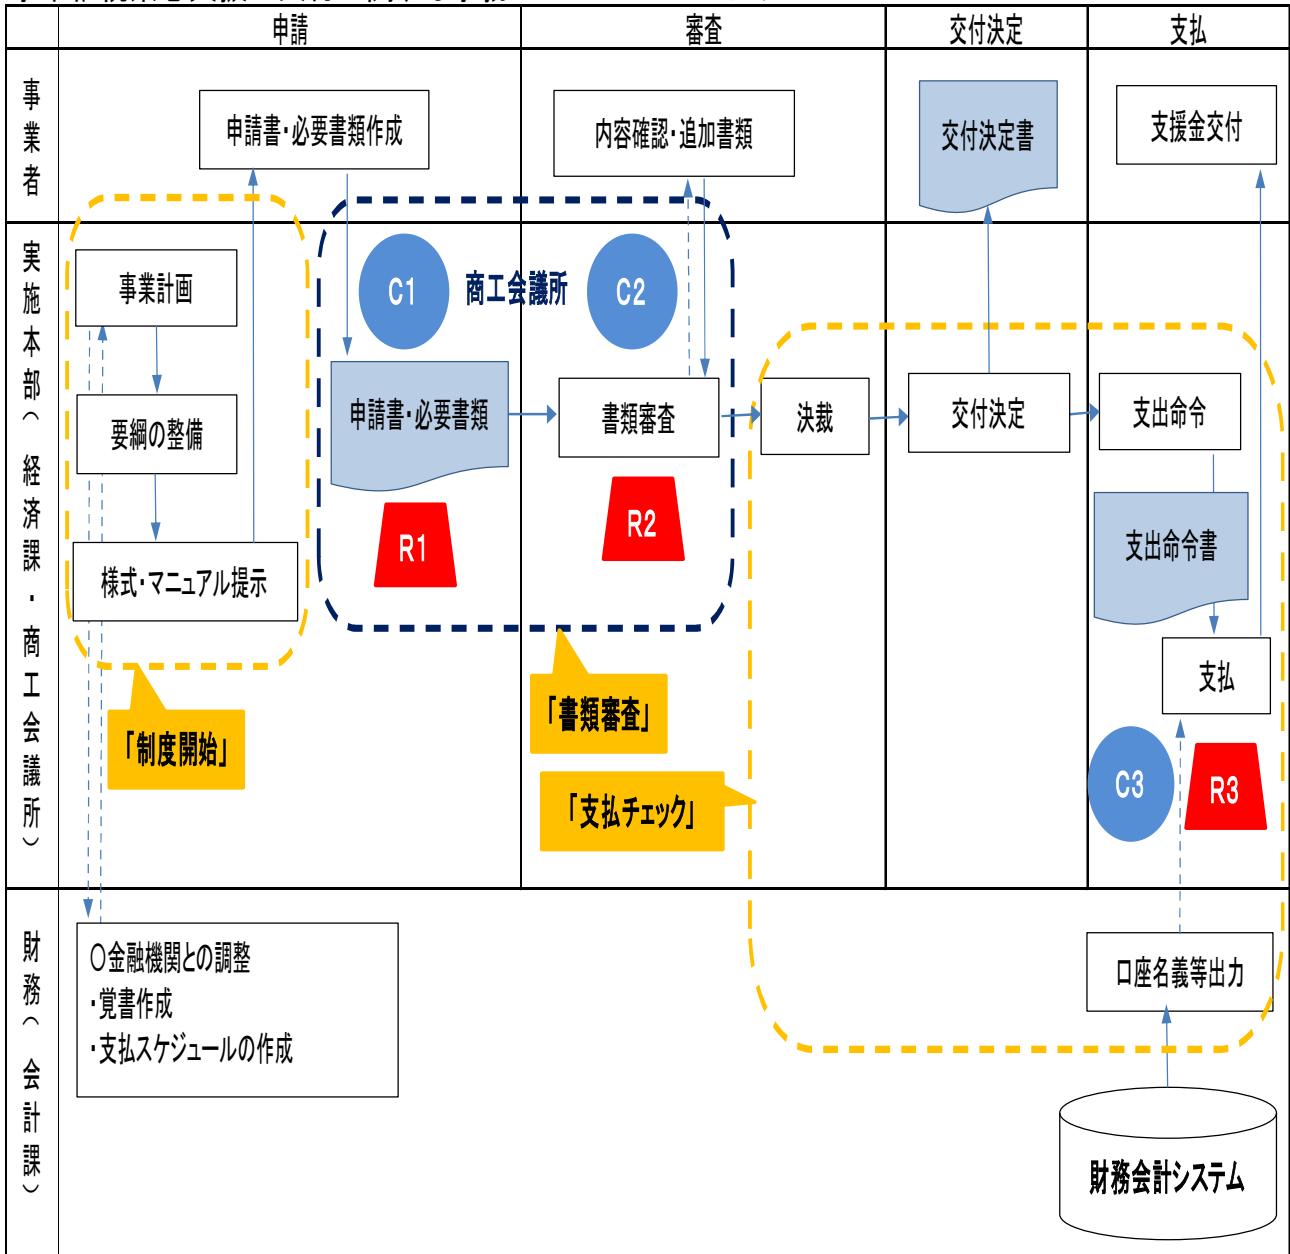 申請
審査
交付決定
支払
事業者
申請書・必要書類作成
内容確認・追加書類
交付決定書
支援金交付
実施本部（経済課・商工会議所）
事業計画
要綱の整備
様式・マニュアル提示
「制度開始」
C1
商工会議所
C2
申請書・必要書類
書類審査
R1
R2
「書類審査」
「支払チェック」
決裁
交付決定
支出命令
支出命令書
支払
C3
R3
財務（会計課）
〇金融機関との調整
・覚書作成
・支払スケジュールの作成
口座名義等出力
財務会計システム